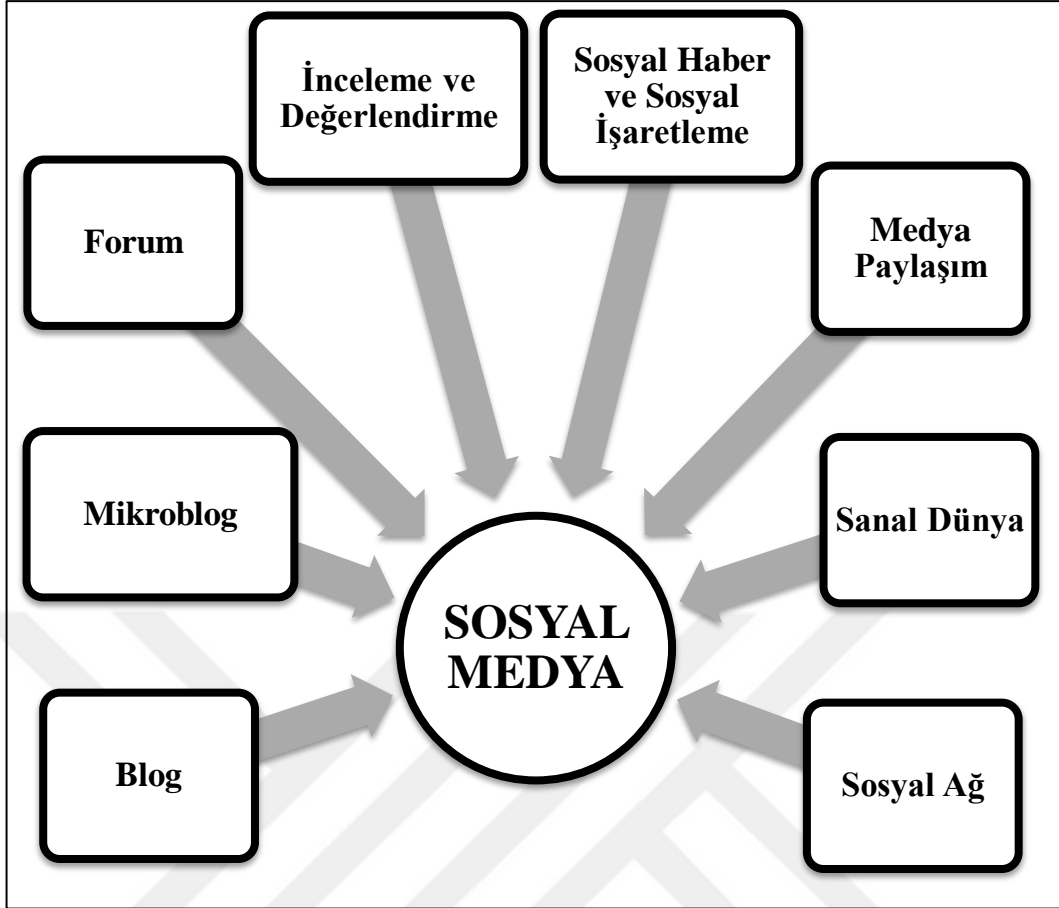 İnceleme ve
Değerlendirme
Sosyal Haber
ve Sosyal
İşaretleme
Forum
Medya
Paylaşım
Mikroblog
Sanal Dünya
SOSYAL
MEDYA
Blog
Sosyal Ağ